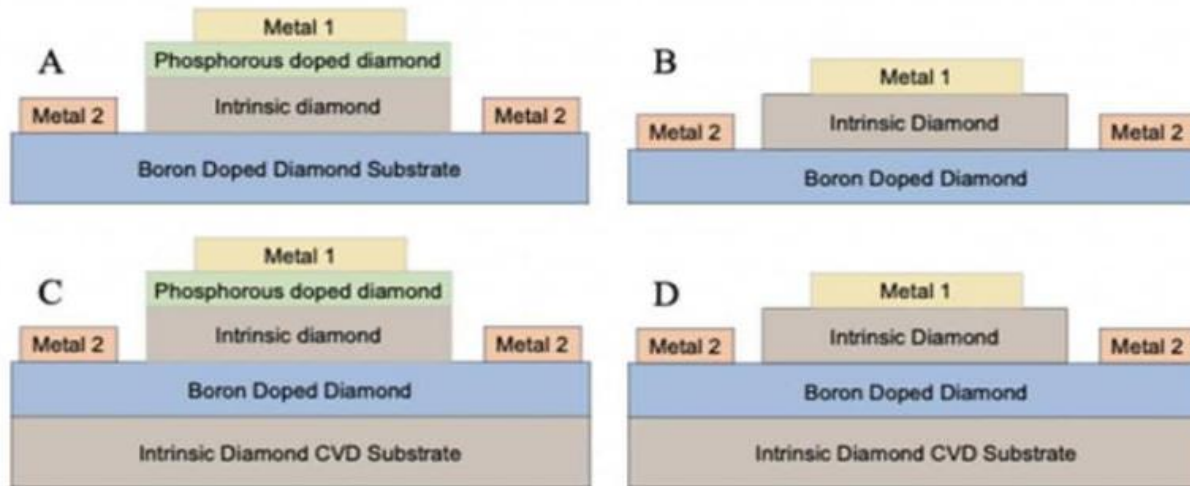 A
Metal 1
Phosphorous doped diamond
Intrinsic diamond
Metal 2
Metal 2
Boron Doped Diamond Substrate
B
Metal 1
Intrinsic Diamond
Metal 2
Metal 2
Boron Doped Diamond
C
Metal 1
Phosphorous doped diamond
Intrinsic diamond
Metal 2
Metal 2
Boron Doped Diamond
Intrinsic Diamond CVD Substrate
D
Metal 1
Intrinsic Diamond
Metal 2
Metal 2
Boron Doped Diamond
Intrinsic Diamond CVD Substrate